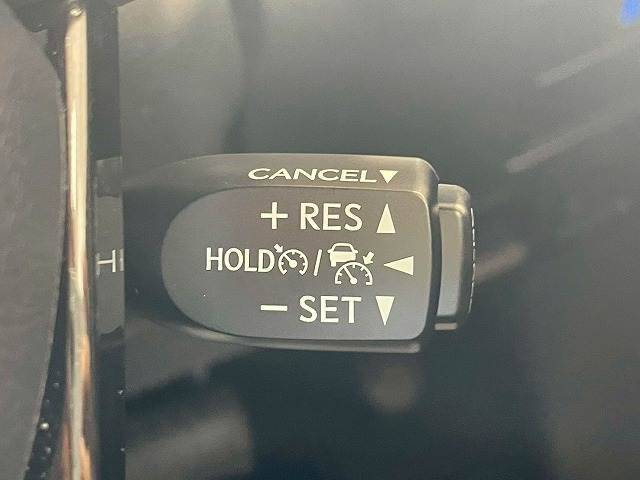 CANCEL▼
+ RES ▲
HOLD / ◀
− SET ▼